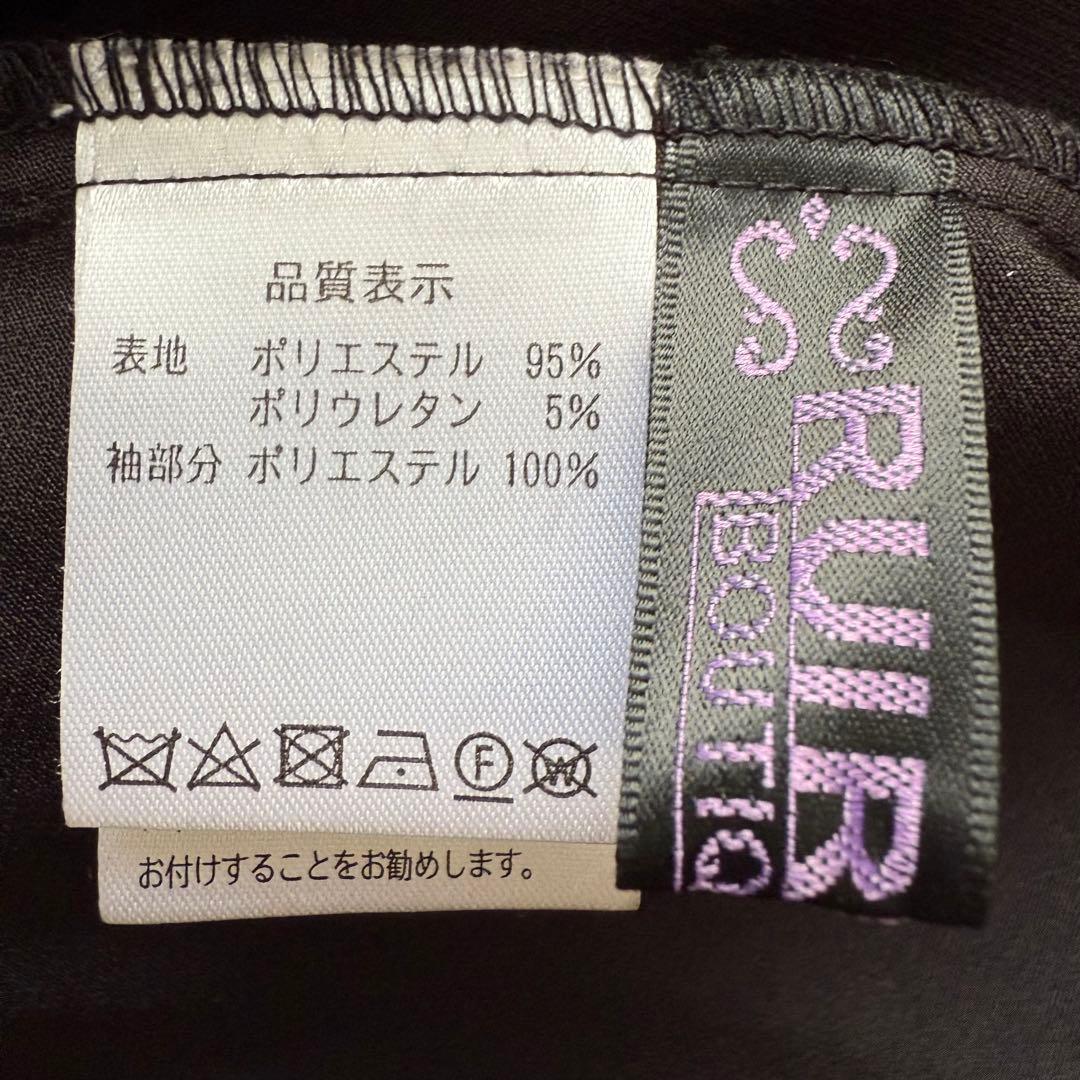 品質表示
表地 ポリエステル 95%
ポリウレタン 5%
袖部分 ポリエステル 100%
F
W
お付けすることをお勧めします。
RUIR
BOUTIQ